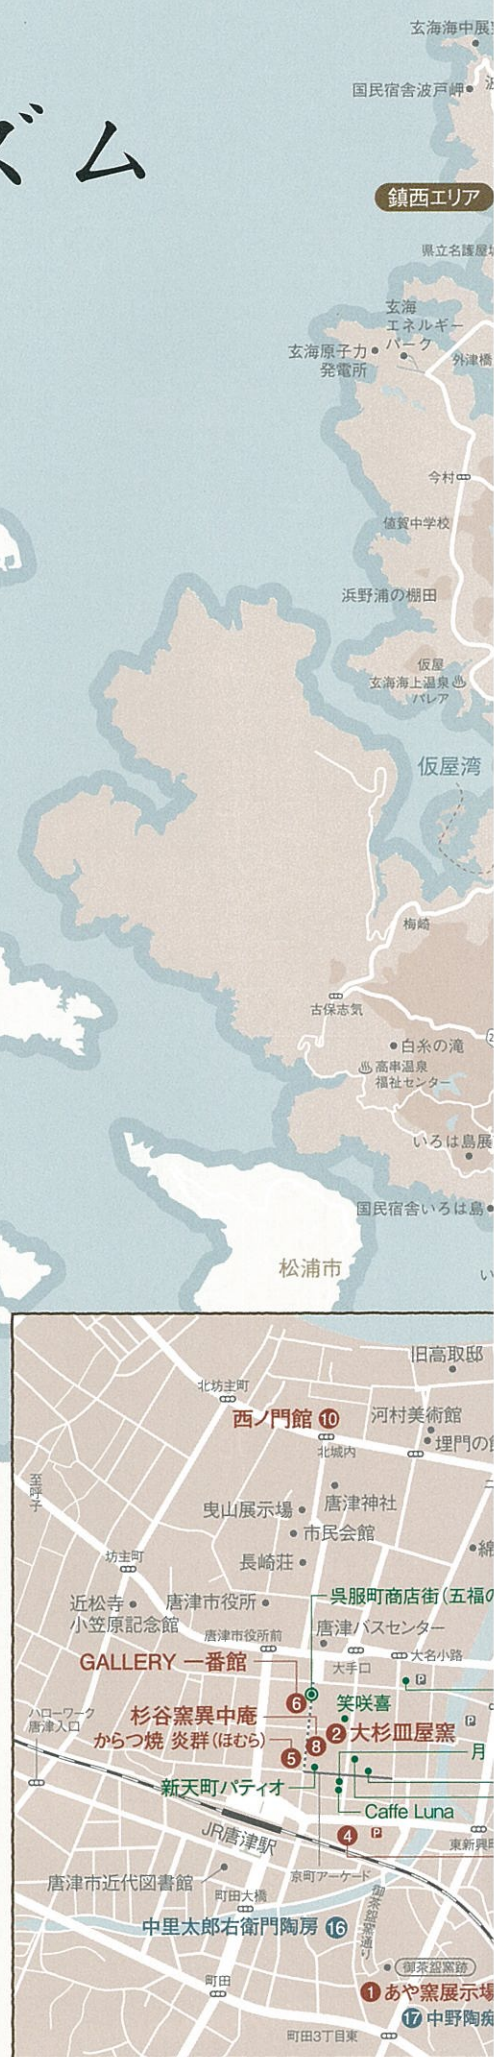 ズム
玄海海中展
国民宿舎波戸岬
波
鎮西エリア
県立名護屋
玄海
エネルギー
パーク
玄海原子力
発電所
外津橋
今村
値賀中学校
浜野浦の棚田
仮屋
玄海海上温泉
パレア
仮屋湾
梅崎
古保志気
白糸の滝
高串温泉
福祉センター
いろは島展
国民宿舎いろは島
松浦市
い
旧高取邸
北坊主町
西ノ門館 10
河村美術館
北城内
埋門の
至呼子
曳山展示場
唐津神社
市民会館
坊主町
長崎荘
綿
近松寺
小笠原記念館
唐津市役所
呉服町商店街(五福の
唐津バスセンター
唐津市役所前
大名小路
大手口
GALLERY 一番館
P
6
笑咲喜
ハローワーク
唐津入口
杉谷窯異中庵
8
2 大杉皿屋窯
P
からつ焼 炎群(ほむら)
5
月
新天町パティオ
Caffe Luna
JR唐津駅
4
P
東新興町
京町アーケード
唐津市近代図書館
町田大橋
御茶盌窯通り
中里太郎右衛門陶房 16
御茶盌窯跡
町田
1 あや窯展示場
17 中野陶痴
町田3丁目東